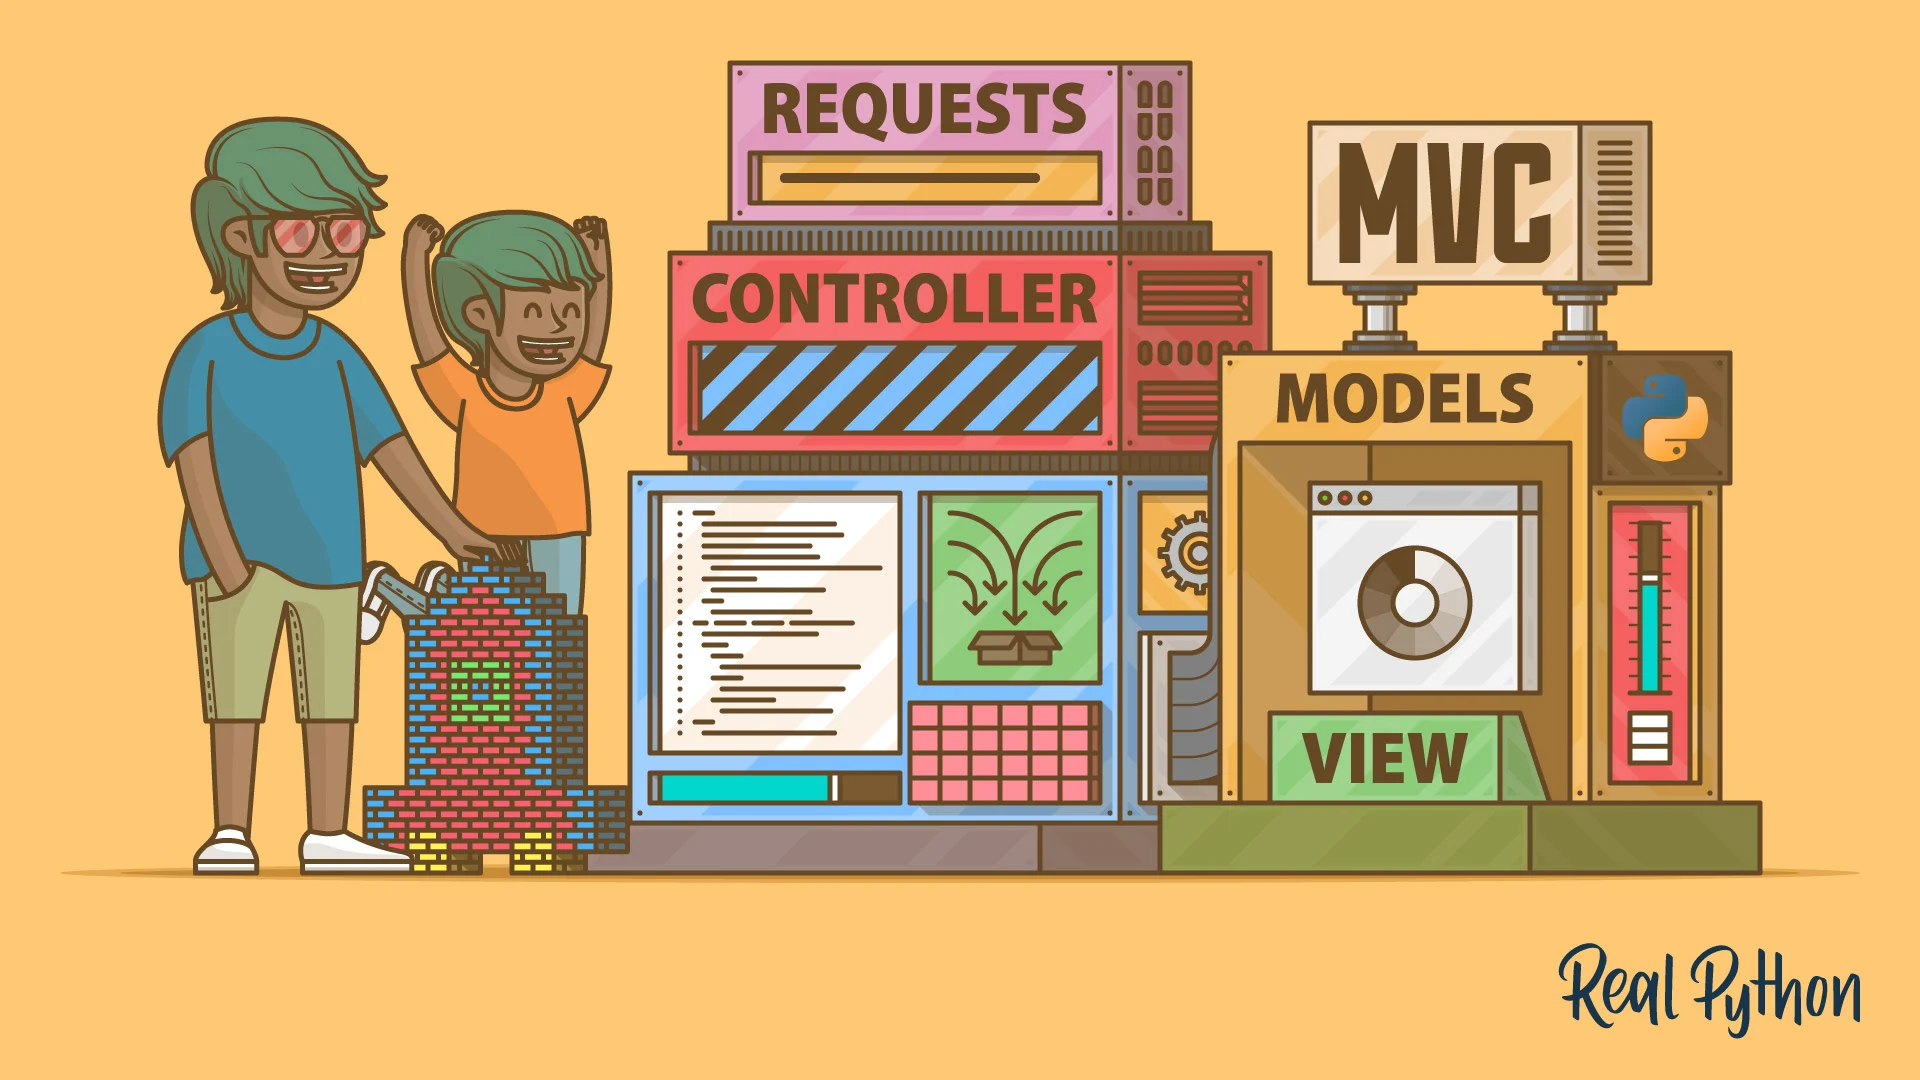 REQUESTS
CONTROLLER
MVC
MODELS
VIEW
Real Python